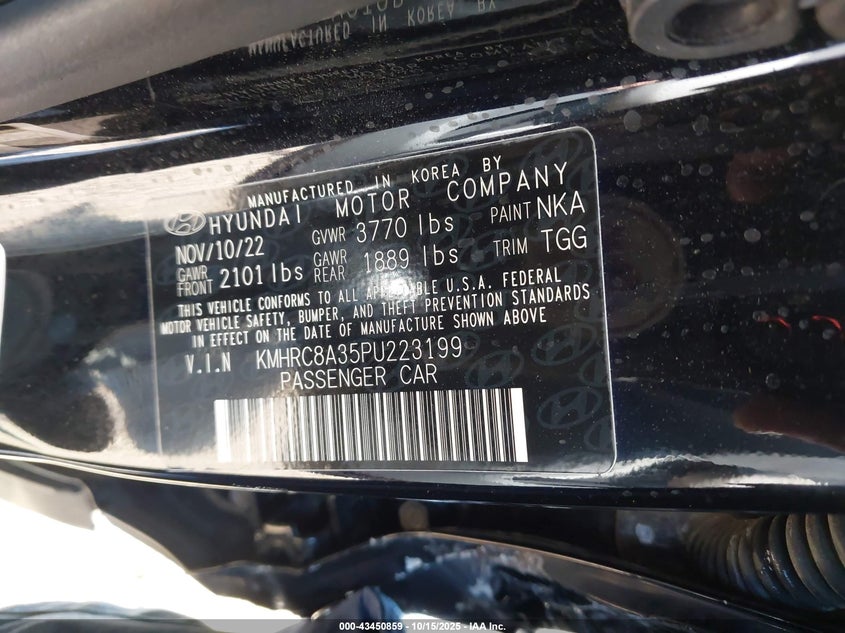 MANUFACTURED IN KOREA BY
HYUNDAI MOTOR COMPANY
NOV/10/22 GVWR 3770 lbs PAINT NKA
GAWR FRONT 2101 lbs GAWR REAR 1889 lbs TRIM TGG
THIS VEHICLE CONFORMS TO ALL APPLICABLE U.S.A. FEDERAL
MOTOR VEHICLE SAFETY, BUMPER, AND THEFT PREVENTION STANDARDS
IN EFFECT ON THE DATE OF MANUFACTURE SHOWN ABOVE
V.I.N KMHRC8A35PU223199
PASSENGER CAR
000-43450859 - 10/15/2025 - IAA Inc.